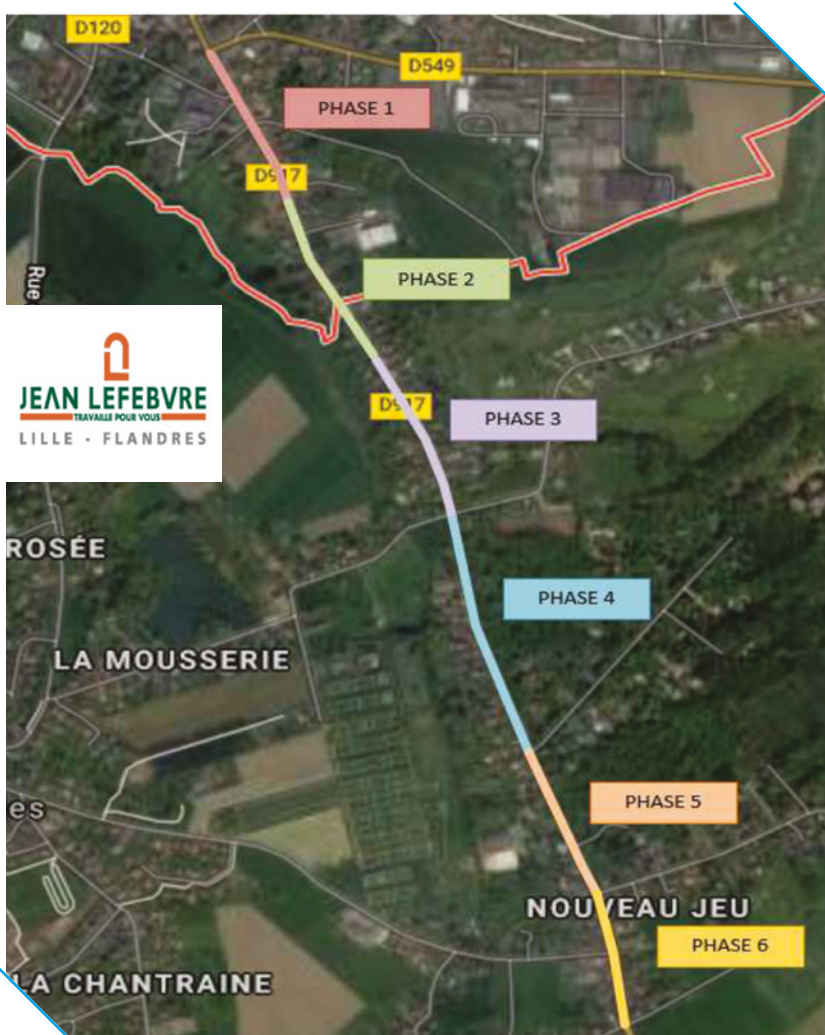 D120
D549
PHASE 1
D917
PHASE 2
Rue
JEAN LEFEBVRE
TRAVAILLE POUR VOUS
LILLE - FLANDRES
D917
PHASE 3
ROSÉE
PHASE 4
LA MOUSSERIE
PHASE 5
es
NOUVEAU JEU
PHASE 6
LA CHANTRAINE